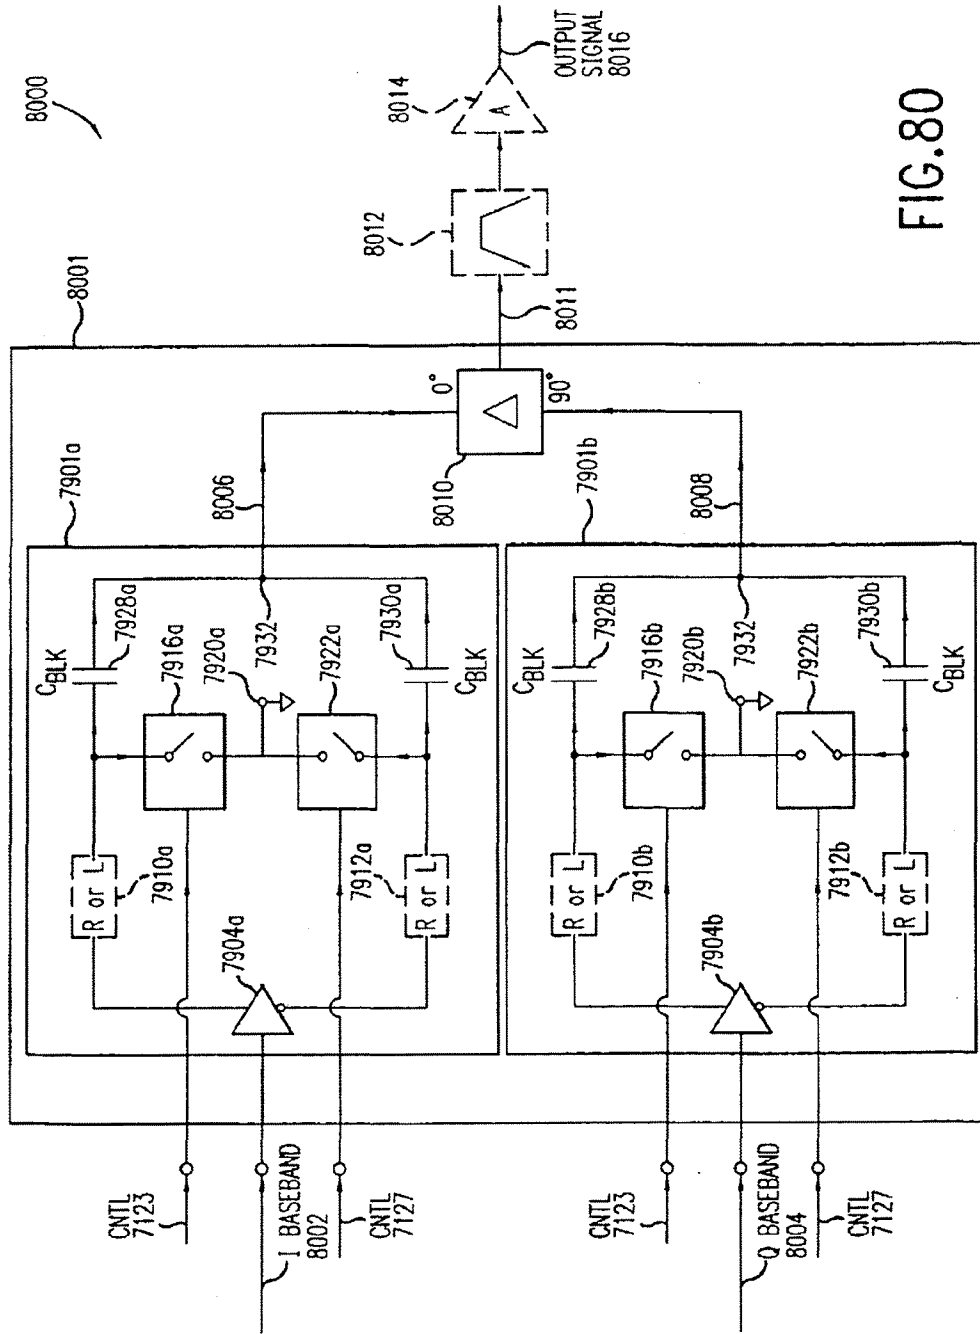 8000
8001
7901a
CNTL
7123
I BASEBAND
8002
CNTL
7127
7904a
R or L
7910a
R or L
7912a
C_BLK
7928a
7916a
7920a
7932
7922a
7930a
C_BLK
8006
0°
8010
90°
8011
8012
A
8014
OUTPUT
SIGNAL
8016
7901b
CNTL
7123
Q BASEBAND
8004
CNTL
7127
7904b
R or L
7910b
R or L
7912b
C_BLK
7928b
7916b
7920b
7932
7922b
7930b
C_BLK
8008
FIG.80